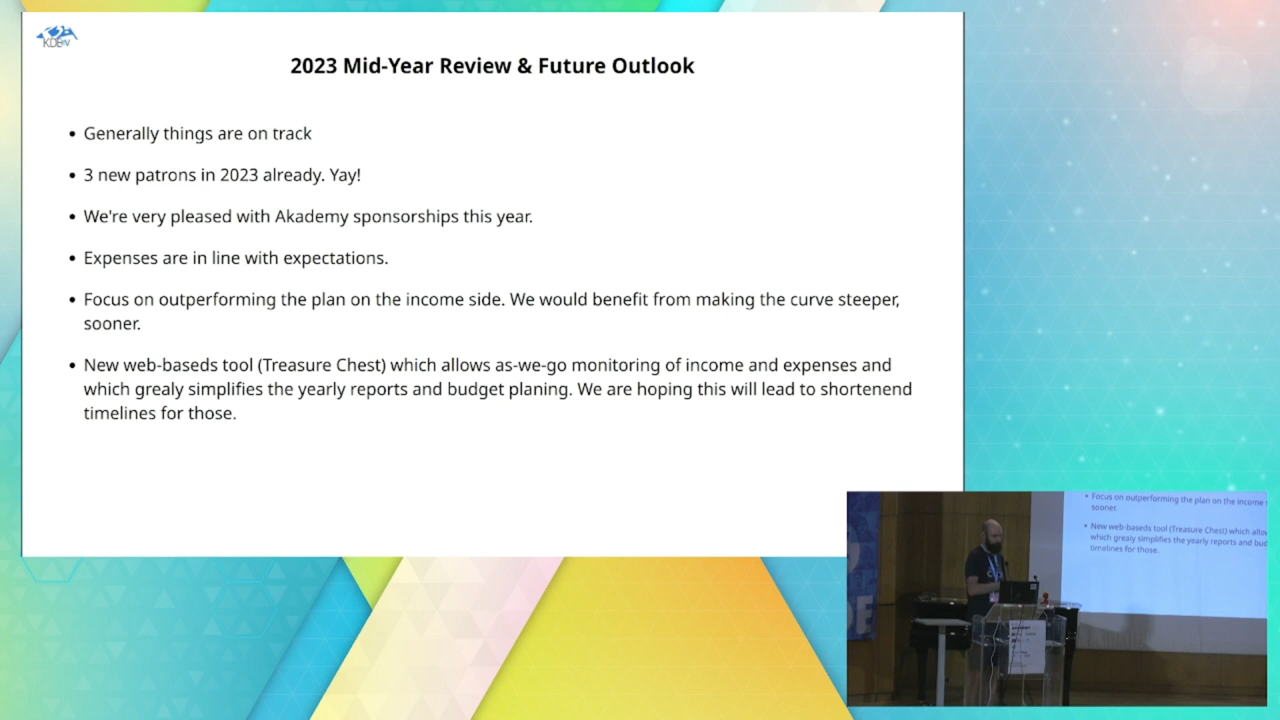 KDE e.V.
2023 Mid-Year Review & Future Outlook
• Generally things are on track
• 3 new patrons in 2023 already. Yay!
• We're very pleased with Akademy sponsorships this year.
• Expenses are in line with expectations.
• Focus on outperforming the plan on the income side. We would benefit from making the curve steeper,
sooner.
• New web-baseds tool (Treasure Chest) which allows as-we-go monitoring of income and expenses and
which grealy simplifies the yearly reports and budget planing. We are hoping this will lead to shortenend
timelines for those.
• Focus on outperforming the plan on the income
sooner.
• New web-baseds tool (Treasure Chest) which allow
which grealy simplifies the yearly reports and bud
timelines for those.